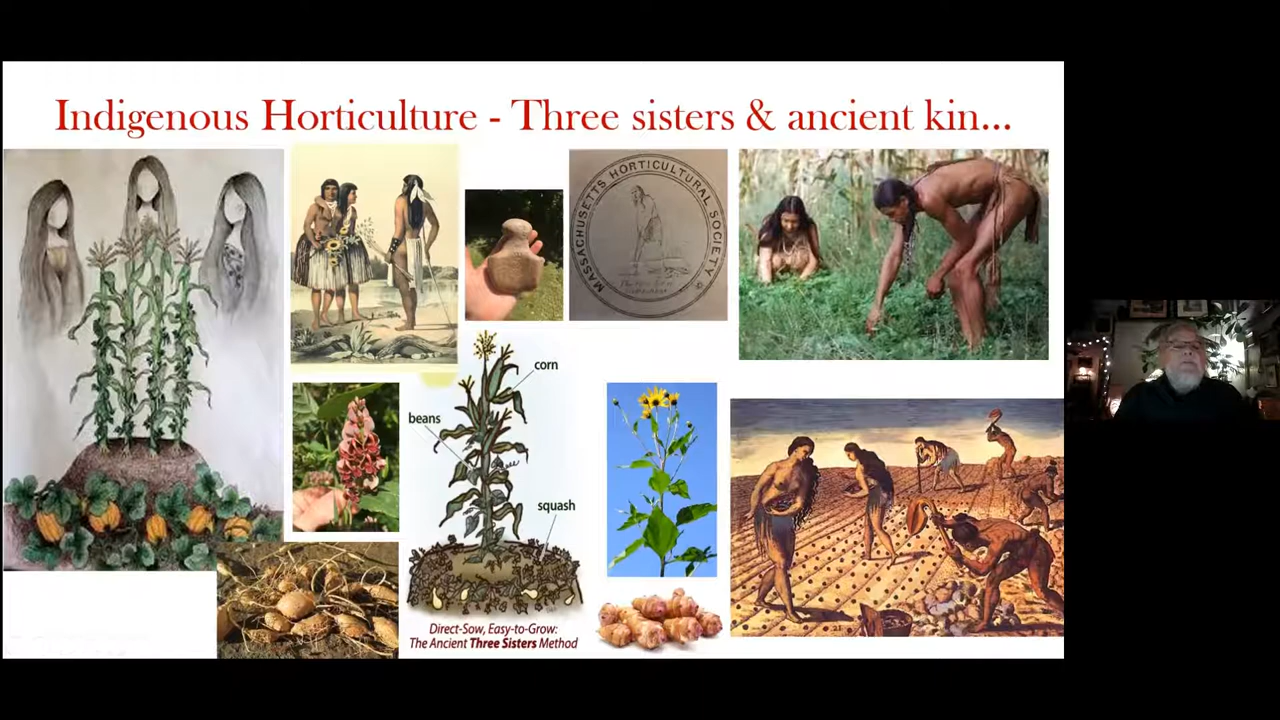 Indigenous Horticulture - Three sisters & ancient kin...
MASSACHUSETTS HORTICULTURAL SOCIETY
corn
beans
squash
Direct-Sow, Easy-to-Grow:
The Ancient Three Sisters Method